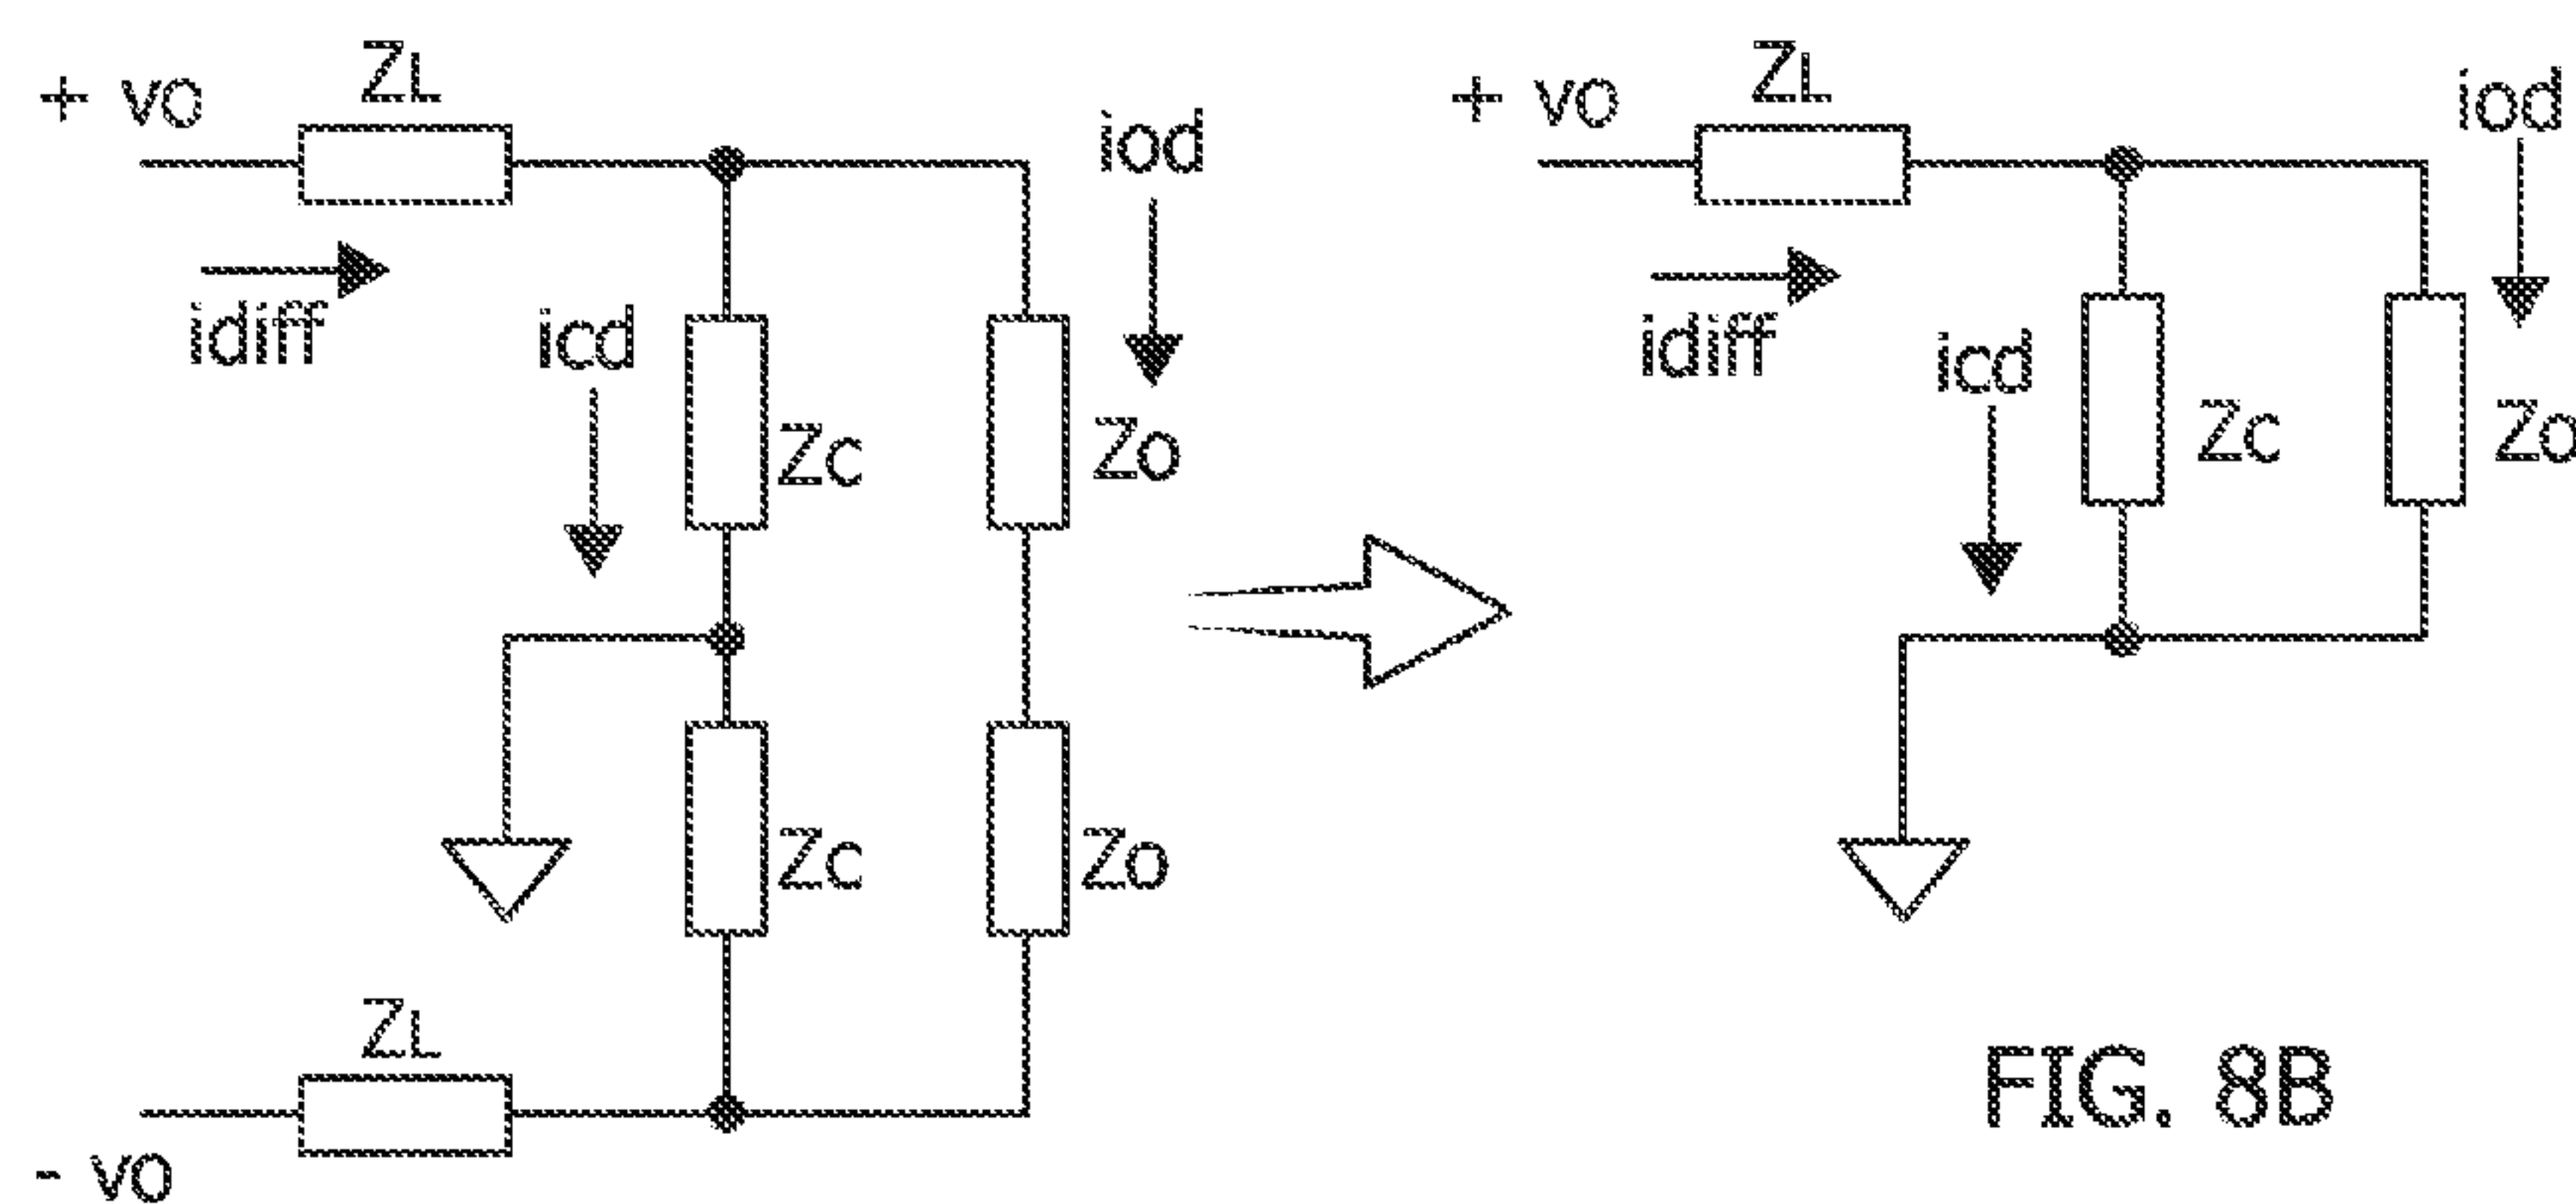 + vo
ZL
iod
idiff
icd
Zc
Zo
Zc
Zo
ZL
- vo
+ vo
ZL
iod
idiff
icd
Zc
Zo
FIG. 8B